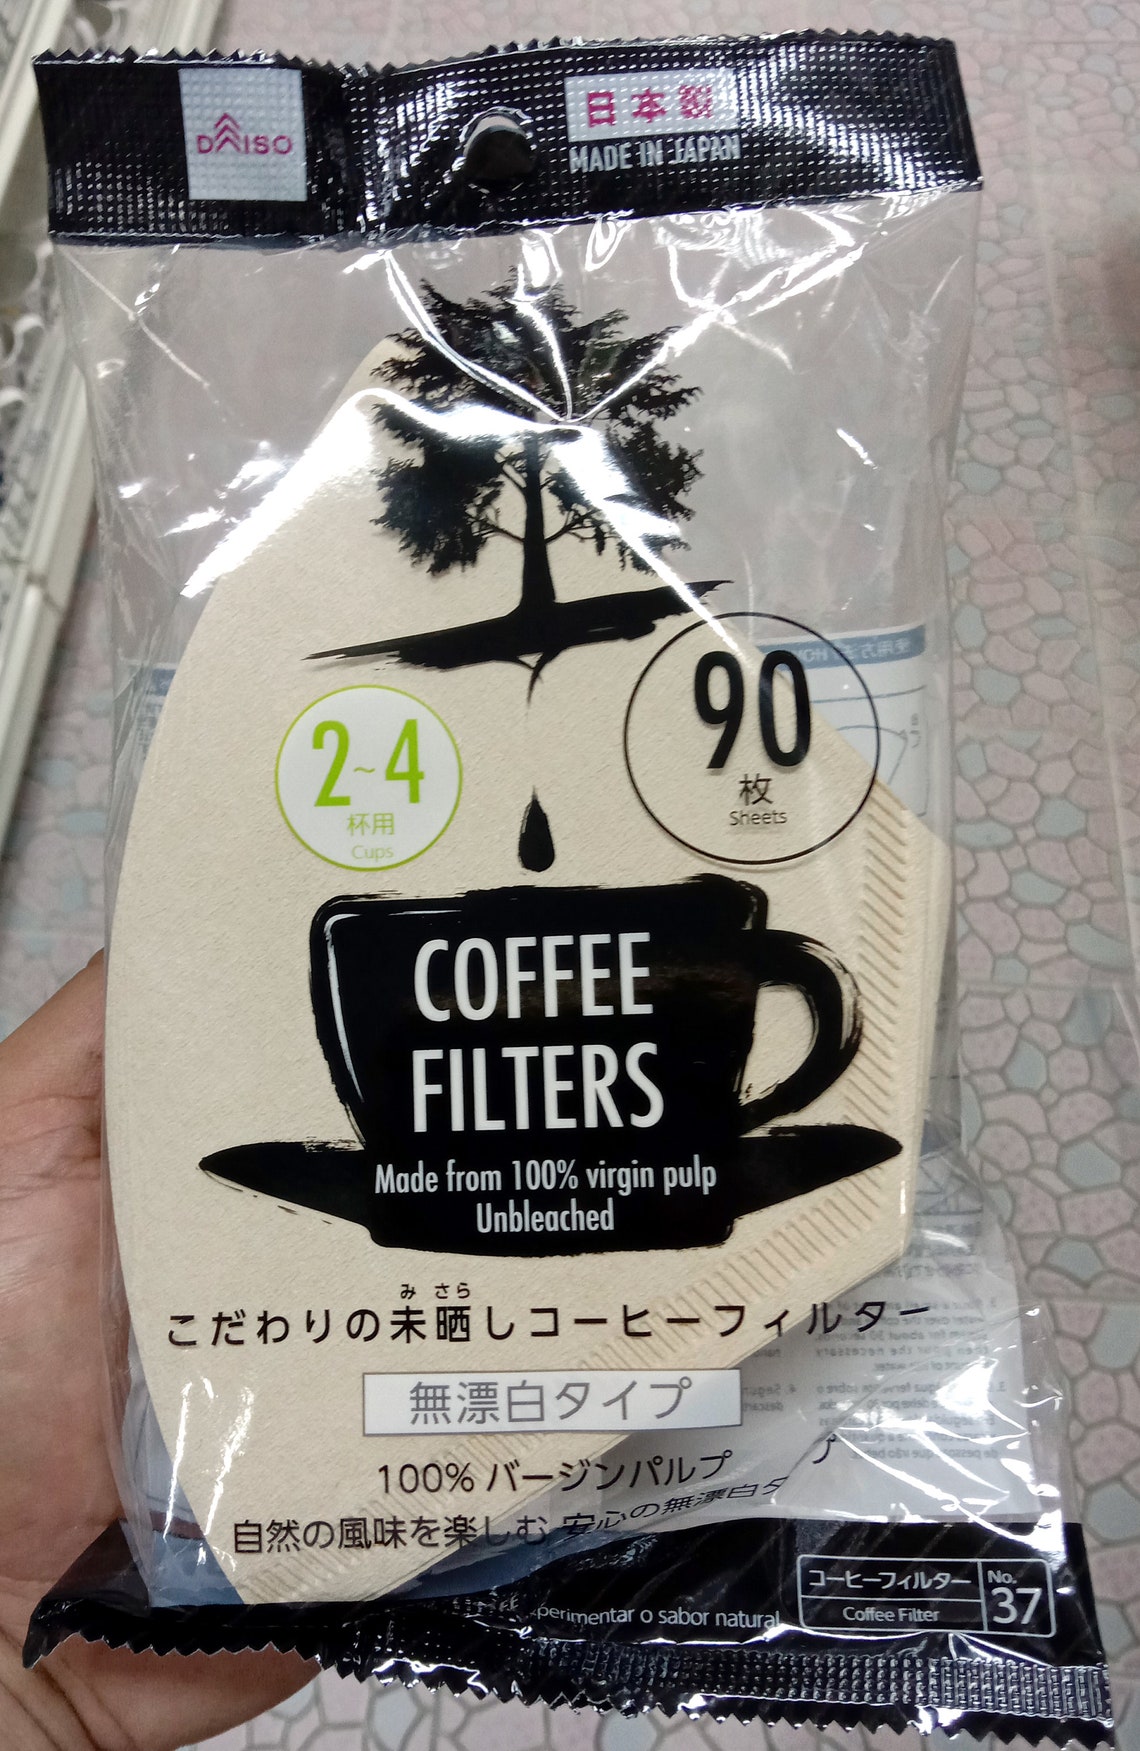 DAISO
日本製
MADE IN JAPAN
2~4
杯用
Cups
90
枚
Sheets
COFFEE
FILTERS
Made from 100% virgin pulp
Unbleached
み さら
こだわりの未晒しコーヒーフィルター
無漂白タイプ
100% バージンパルプ
自然の風味を楽しむ 安心の無漂白タ
perimentar o sabor natural
コーヒーフィルター
Coffee Filter
No.
37